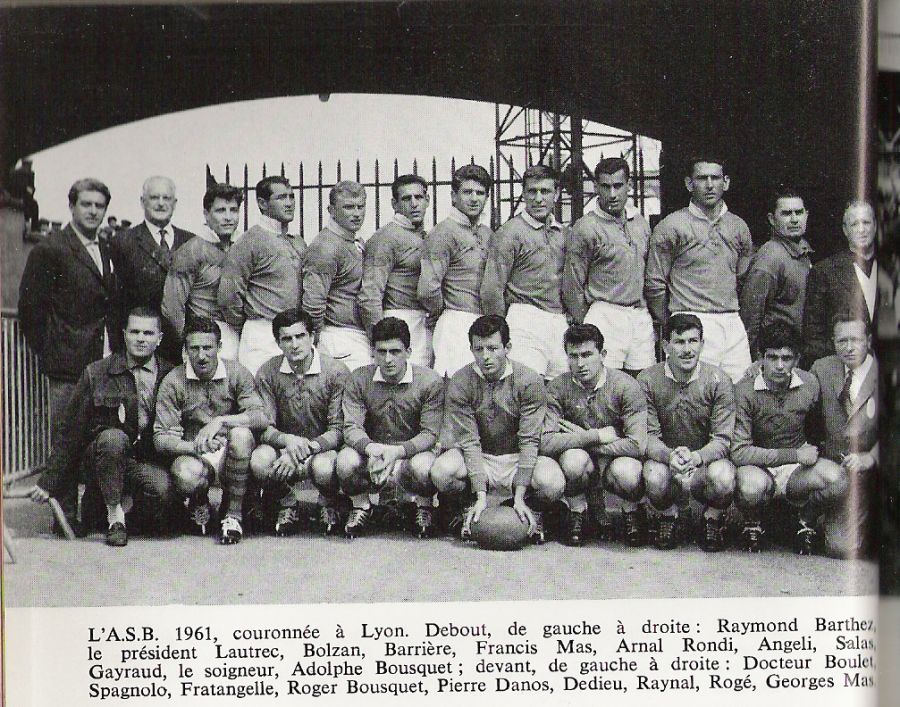 L'A.S.B. 1961, couronnée à Lyon. Debout, de gauche à droite : Raymond Barthez,
le président Lautrec, Bolzan, Barrière, Francis Mas, Arnal Rondi, Angeli, Salas,
Gayraud, le soigneur, Adolphe Bousquet ; devant, de gauche à droite : Docteur Boulet,
Spagnolo, Fratangelle, Roger Bousquet, Pierre Danos, Dedieu, Raynal, Rogé, Georges Mas.